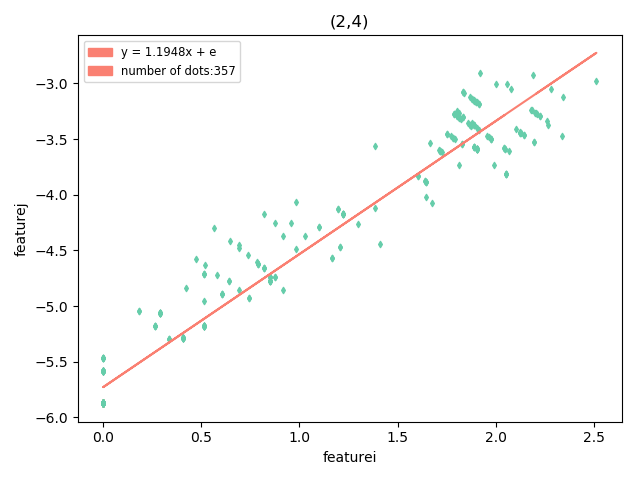 (2,4)
y = 1.1948x + e
number of dots:357
−3.0
−3.5
−4.0
−4.5
−5.0
−5.5
−6.0
featurej
0.0 0.5 1.0 1.5 2.0 2.5
featurei